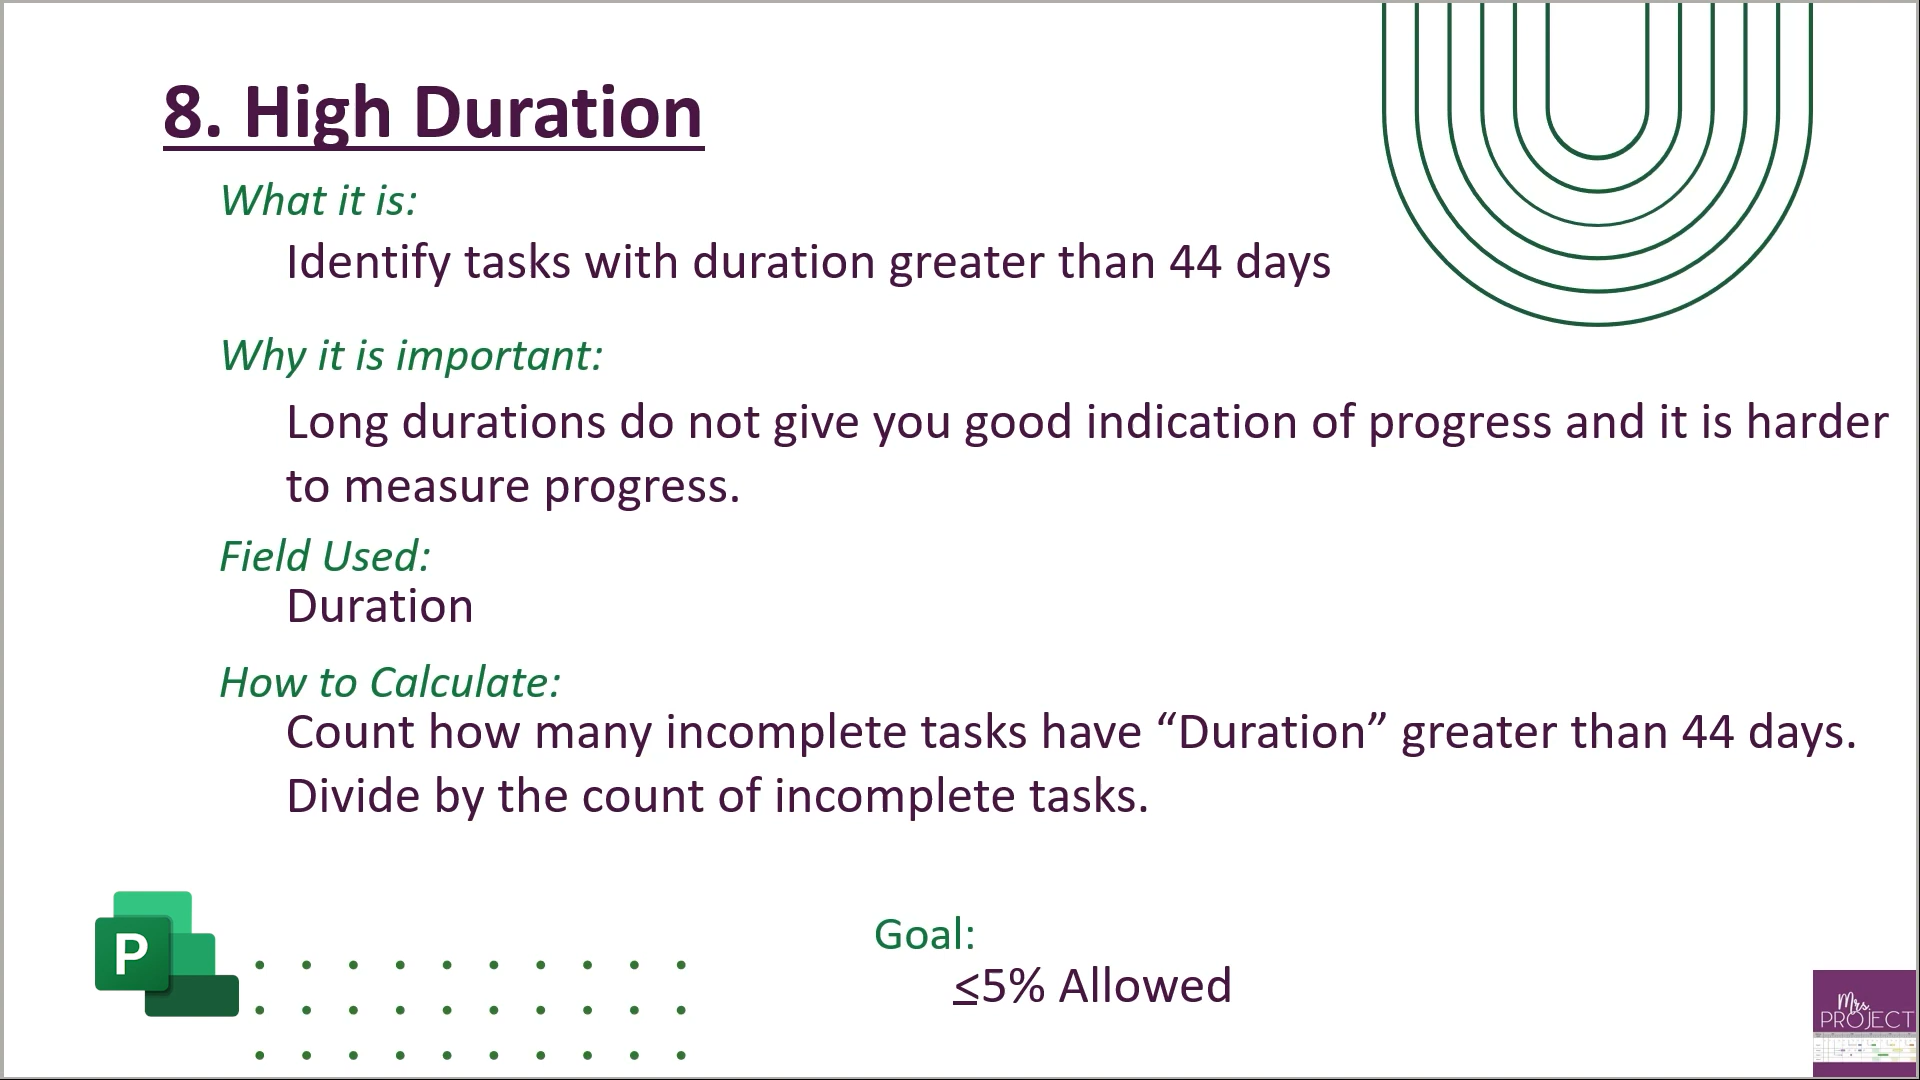 8. High Duration
What it is:
Identify tasks with duration greater than 44 days
Why it is important:
Long durations do not give you good indication of progress and it is harder
to measure progress.
Field Used:
Duration
How to Calculate:
Count how many incomplete tasks have “Duration” greater than 44 days.
Divide by the count of incomplete tasks.
P
Goal:
≤5% Allowed
Mrs.
PROJECT